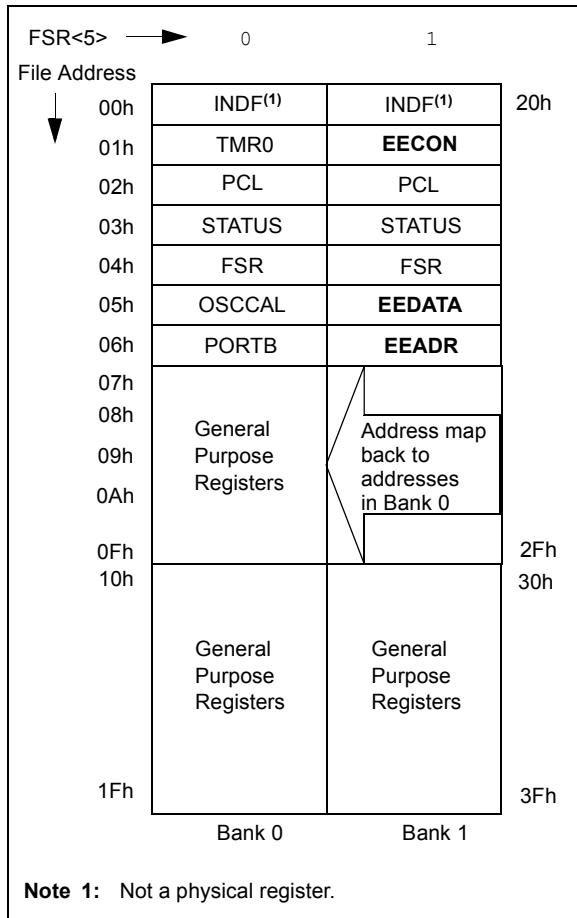 FSR<5> 0 1
File Address
00h INDF(1) INDF(1) 20h
01h TMR0 EECON
02h PCL PCL
03h STATUS STATUS
04h FSR FSR
05h OSCCAL EEDATA
06h PORTB EEADR
07h
08h
09h
0Ah
0Fh
General
Purpose
Registers
Address map
back to
addresses
in Bank 0
2Fh
10h 30h
General
Purpose
Registers
General
Purpose
Registers
1Fh 3Fh
Bank 0 Bank 1
Note 1: Not a physical register.